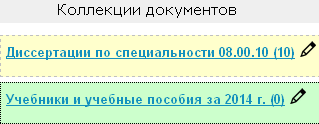 Коллекции документов
Диссертации по специальности 08.00.10 (10)
Учебники и учебные пособия за 2014 г. (0)